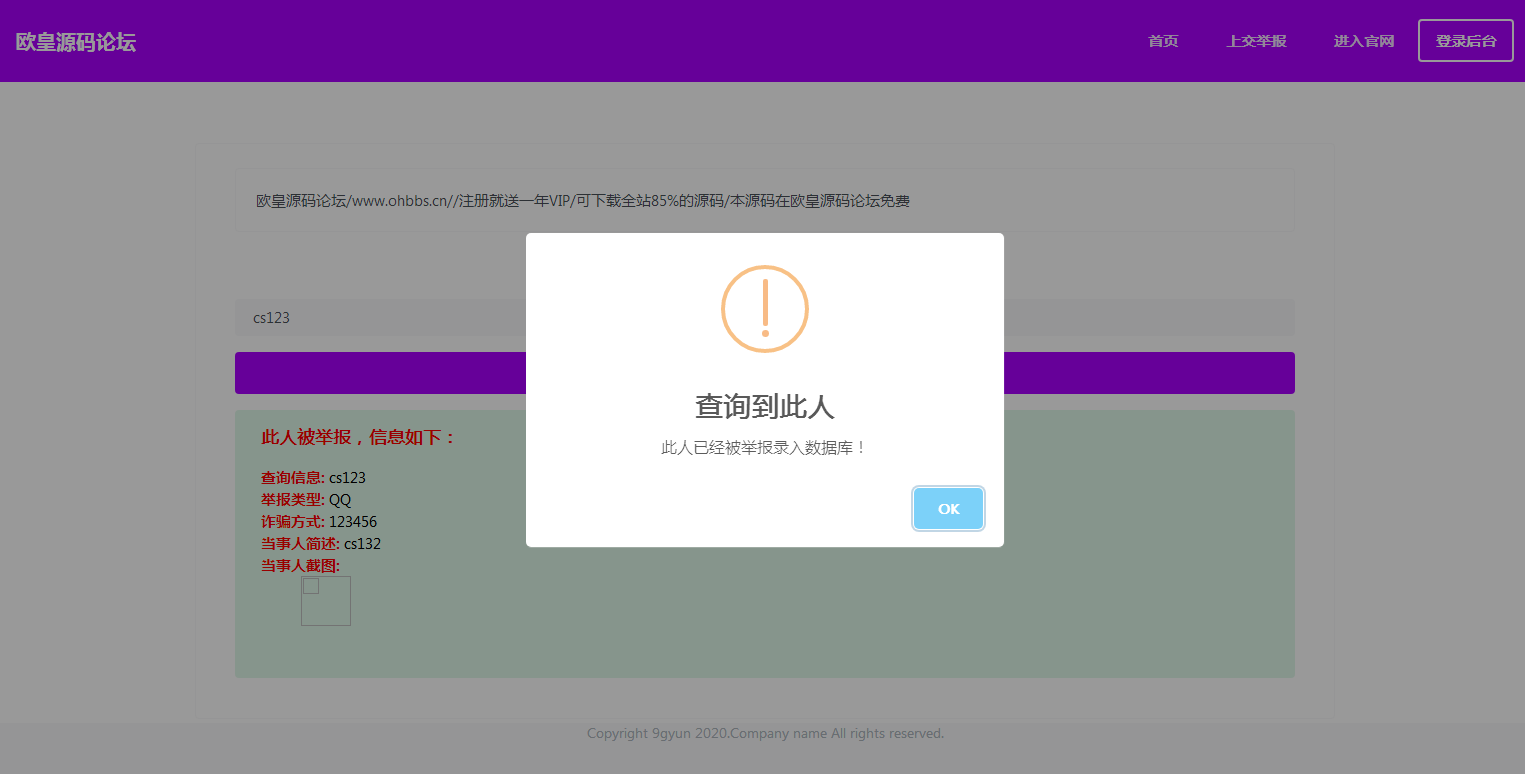 欧皇源码论坛
首页
上交举报
进入官网
登录后台
欧皇源码论坛/www.ohbbs.cn//注册就送一年VIP/可下载全站85%的源码/本源码在欧皇源码论坛免费
cs123
查询到此人
此人已经被举报录入数据库！
OK
此人被举报，信息如下：
查询信息: cs123
举报类型: QQ
诈骗方式: 123456
当事人简述: cs132
当事人截图:
Copyright 9gyun 2020.Company name All rights reserved.